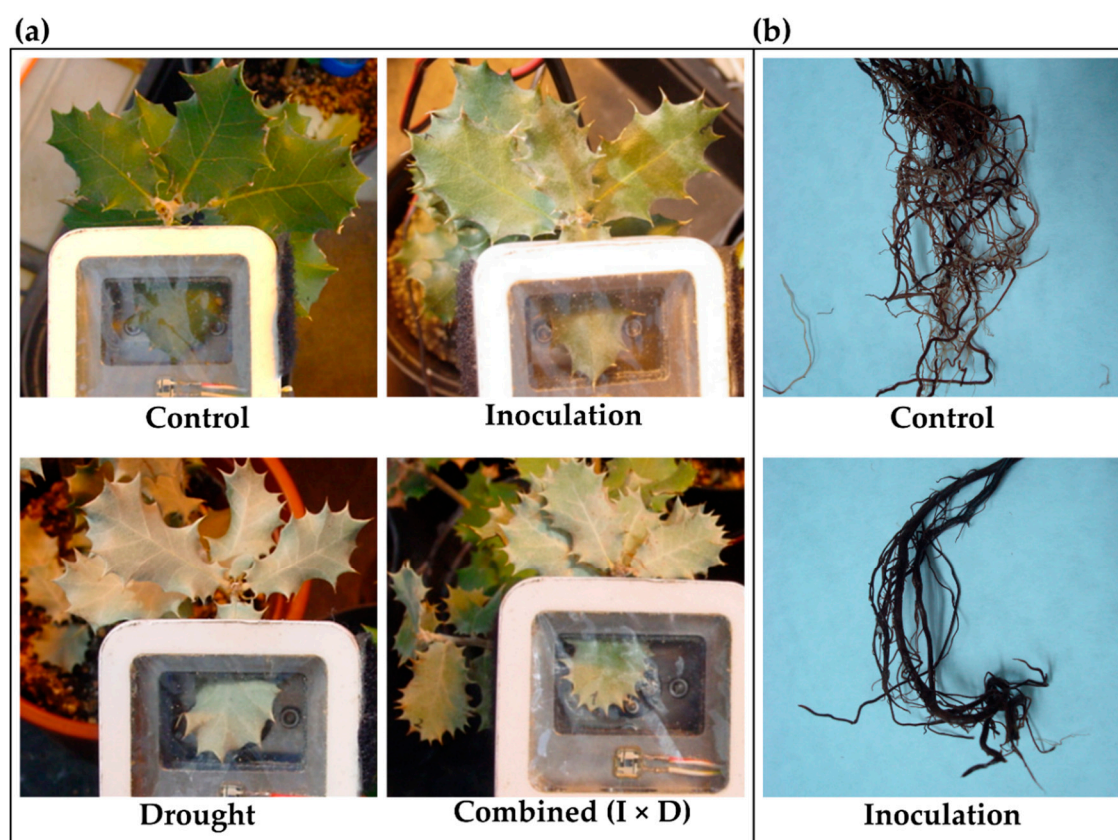 (a)
(b)
Control
Inoculation
Control
Drought
Combined (I × D)
Inoculation